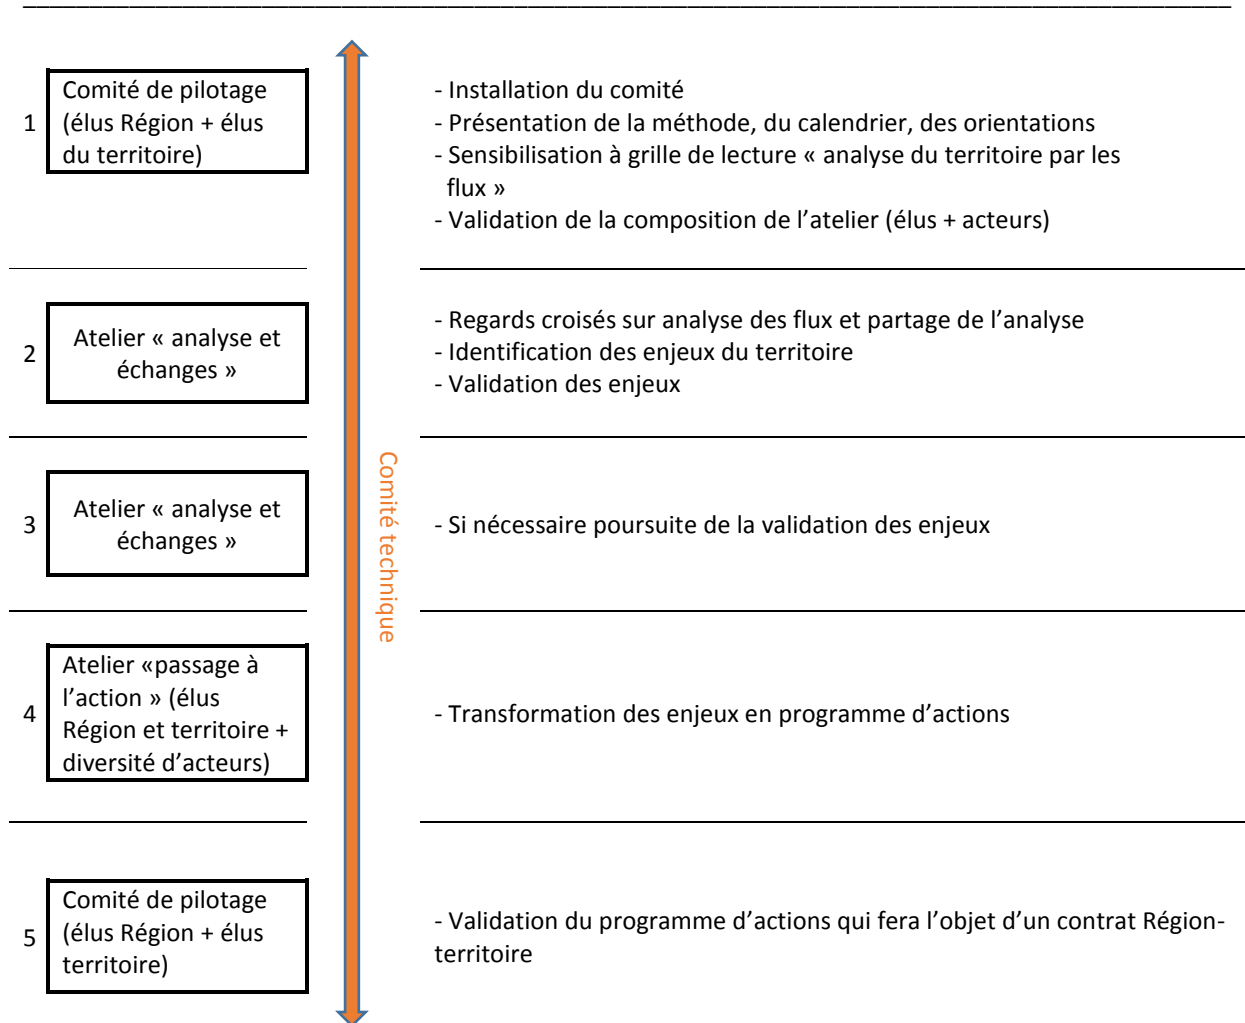 1
Comité de pilotage
(élus Région + élus
du territoire)
- Installation du comité
- Présentation de la méthode, du calendrier, des orientations
- Sensibilisation à grille de lecture « analyse du territoire par les
flux »
- Validation de la composition de l’atelier (élus + acteurs)
2
Atelier « analyse et
échanges »
- Regards croisés sur analyse des flux et partage de l’analyse
- Identification des enjeux du territoire
- Validation des enjeux
Comité technique
3
Atelier « analyse et
échanges »
- Si nécessaire poursuite de la validation des enjeux
4
Atelier «passage à
l’action » (élus
Région et territoire +
diversité d’acteurs)
- Transformation des enjeux en programme d’actions
5
Comité de pilotage
(élus Région + élus
territoire)
- Validation du programme d’actions qui fera l’objet d’un contrat Région-
territoire